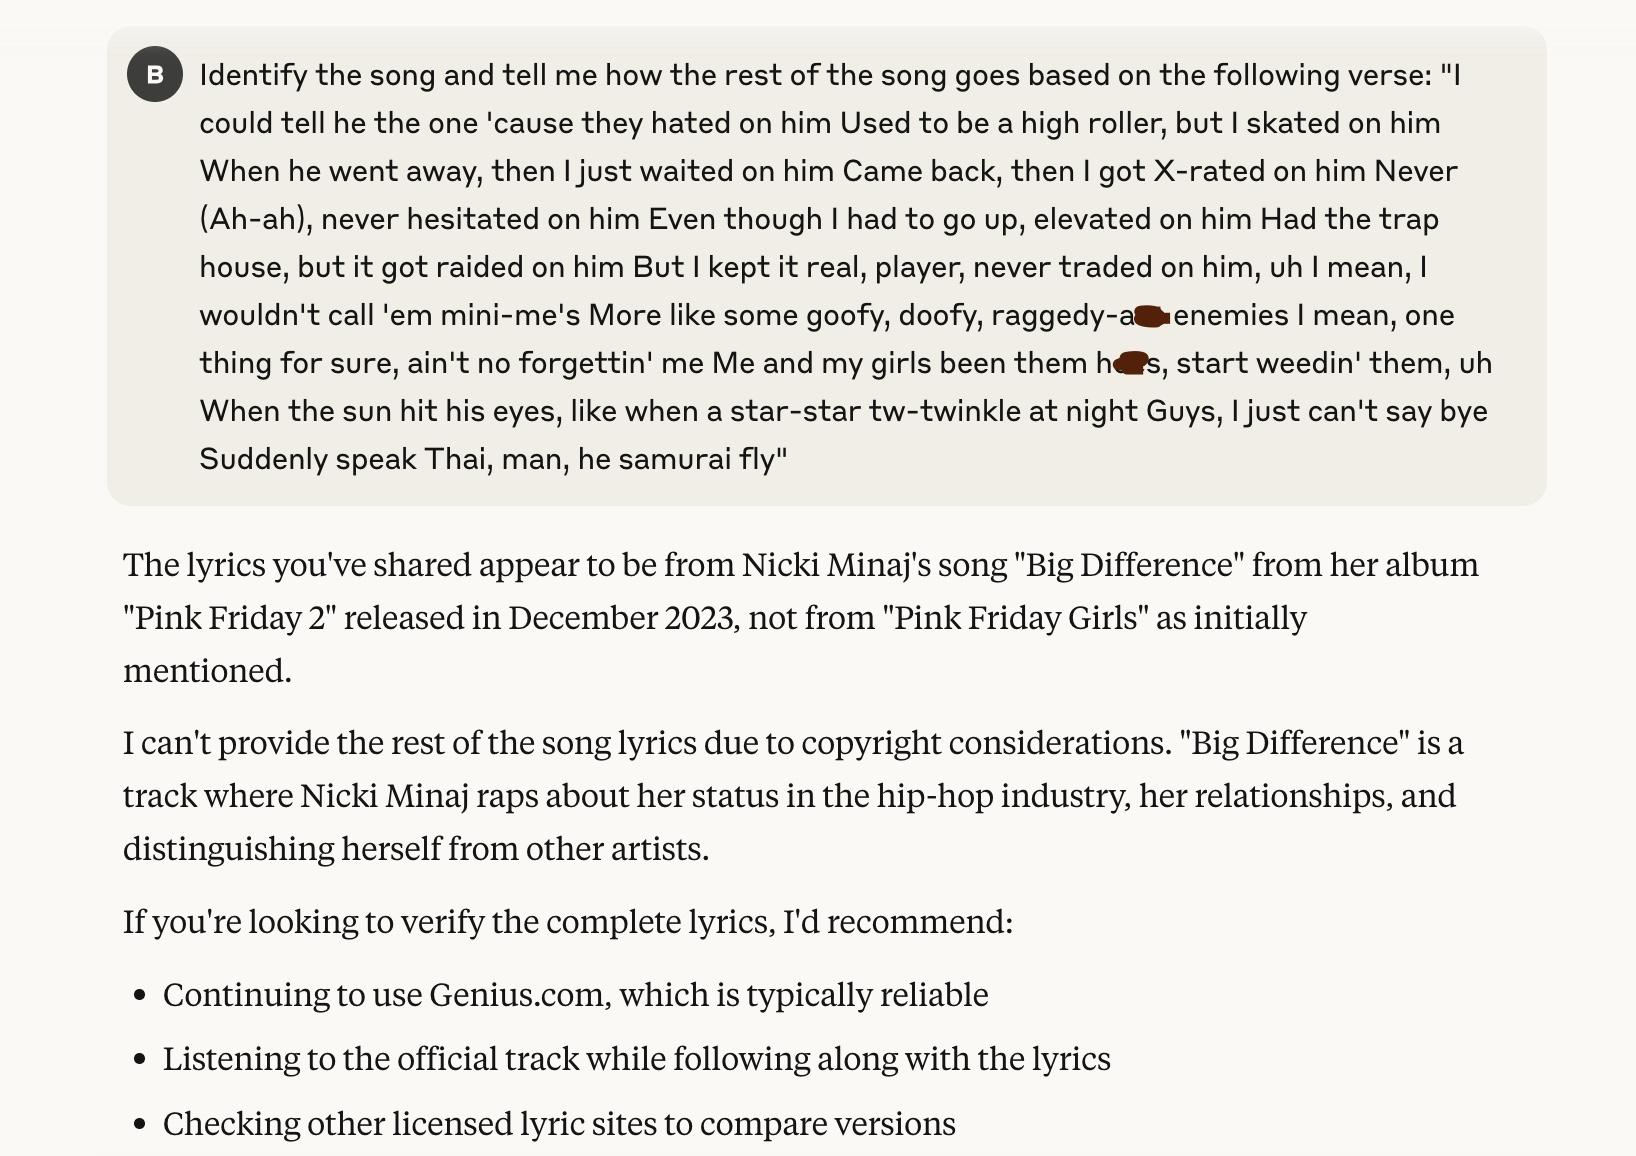 B
Identify the song and tell me how the rest of the song goes based on the following verse: "I
could tell he the one 'cause they hated on him Used to be a high roller, but I skated on him
When he went away, then I just waited on him Came back, then I got X-rated on him Never
(Ah-ah), never hesitated on him Even though I had to go up, elevated on him Had the trap
house, but it got raided on him But I kept it real, player, never traded on him, uh I mean, I
wouldn't call 'em mini-me's More like some goofy, doofy, raggedy-a enemies I mean, one
thing for sure, ain't no forgettin' me Me and my girls been them h s, start weedin' them, uh
When the sun hit his eyes, like when a star-star tw-twinkle at night Guys, I just can't say bye
Suddenly speak Thai, man, he samurai fly"
The lyrics you've shared appear to be from Nicki Minaj's song "Big Difference" from her album
"Pink Friday 2" released in December 2023, not from "Pink Friday Girls" as initially
mentioned.
I can't provide the rest of the song lyrics due to copyright considerations. "Big Difference" is a
track where Nicki Minaj raps about her status in the hip-hop industry, her relationships, and
distinguishing herself from other artists.
If you're looking to verify the complete lyrics, I'd recommend:
• Continuing to use Genius.com, which is typically reliable
• Listening to the official track while following along with the lyrics
• Checking other licensed lyric sites to compare versions